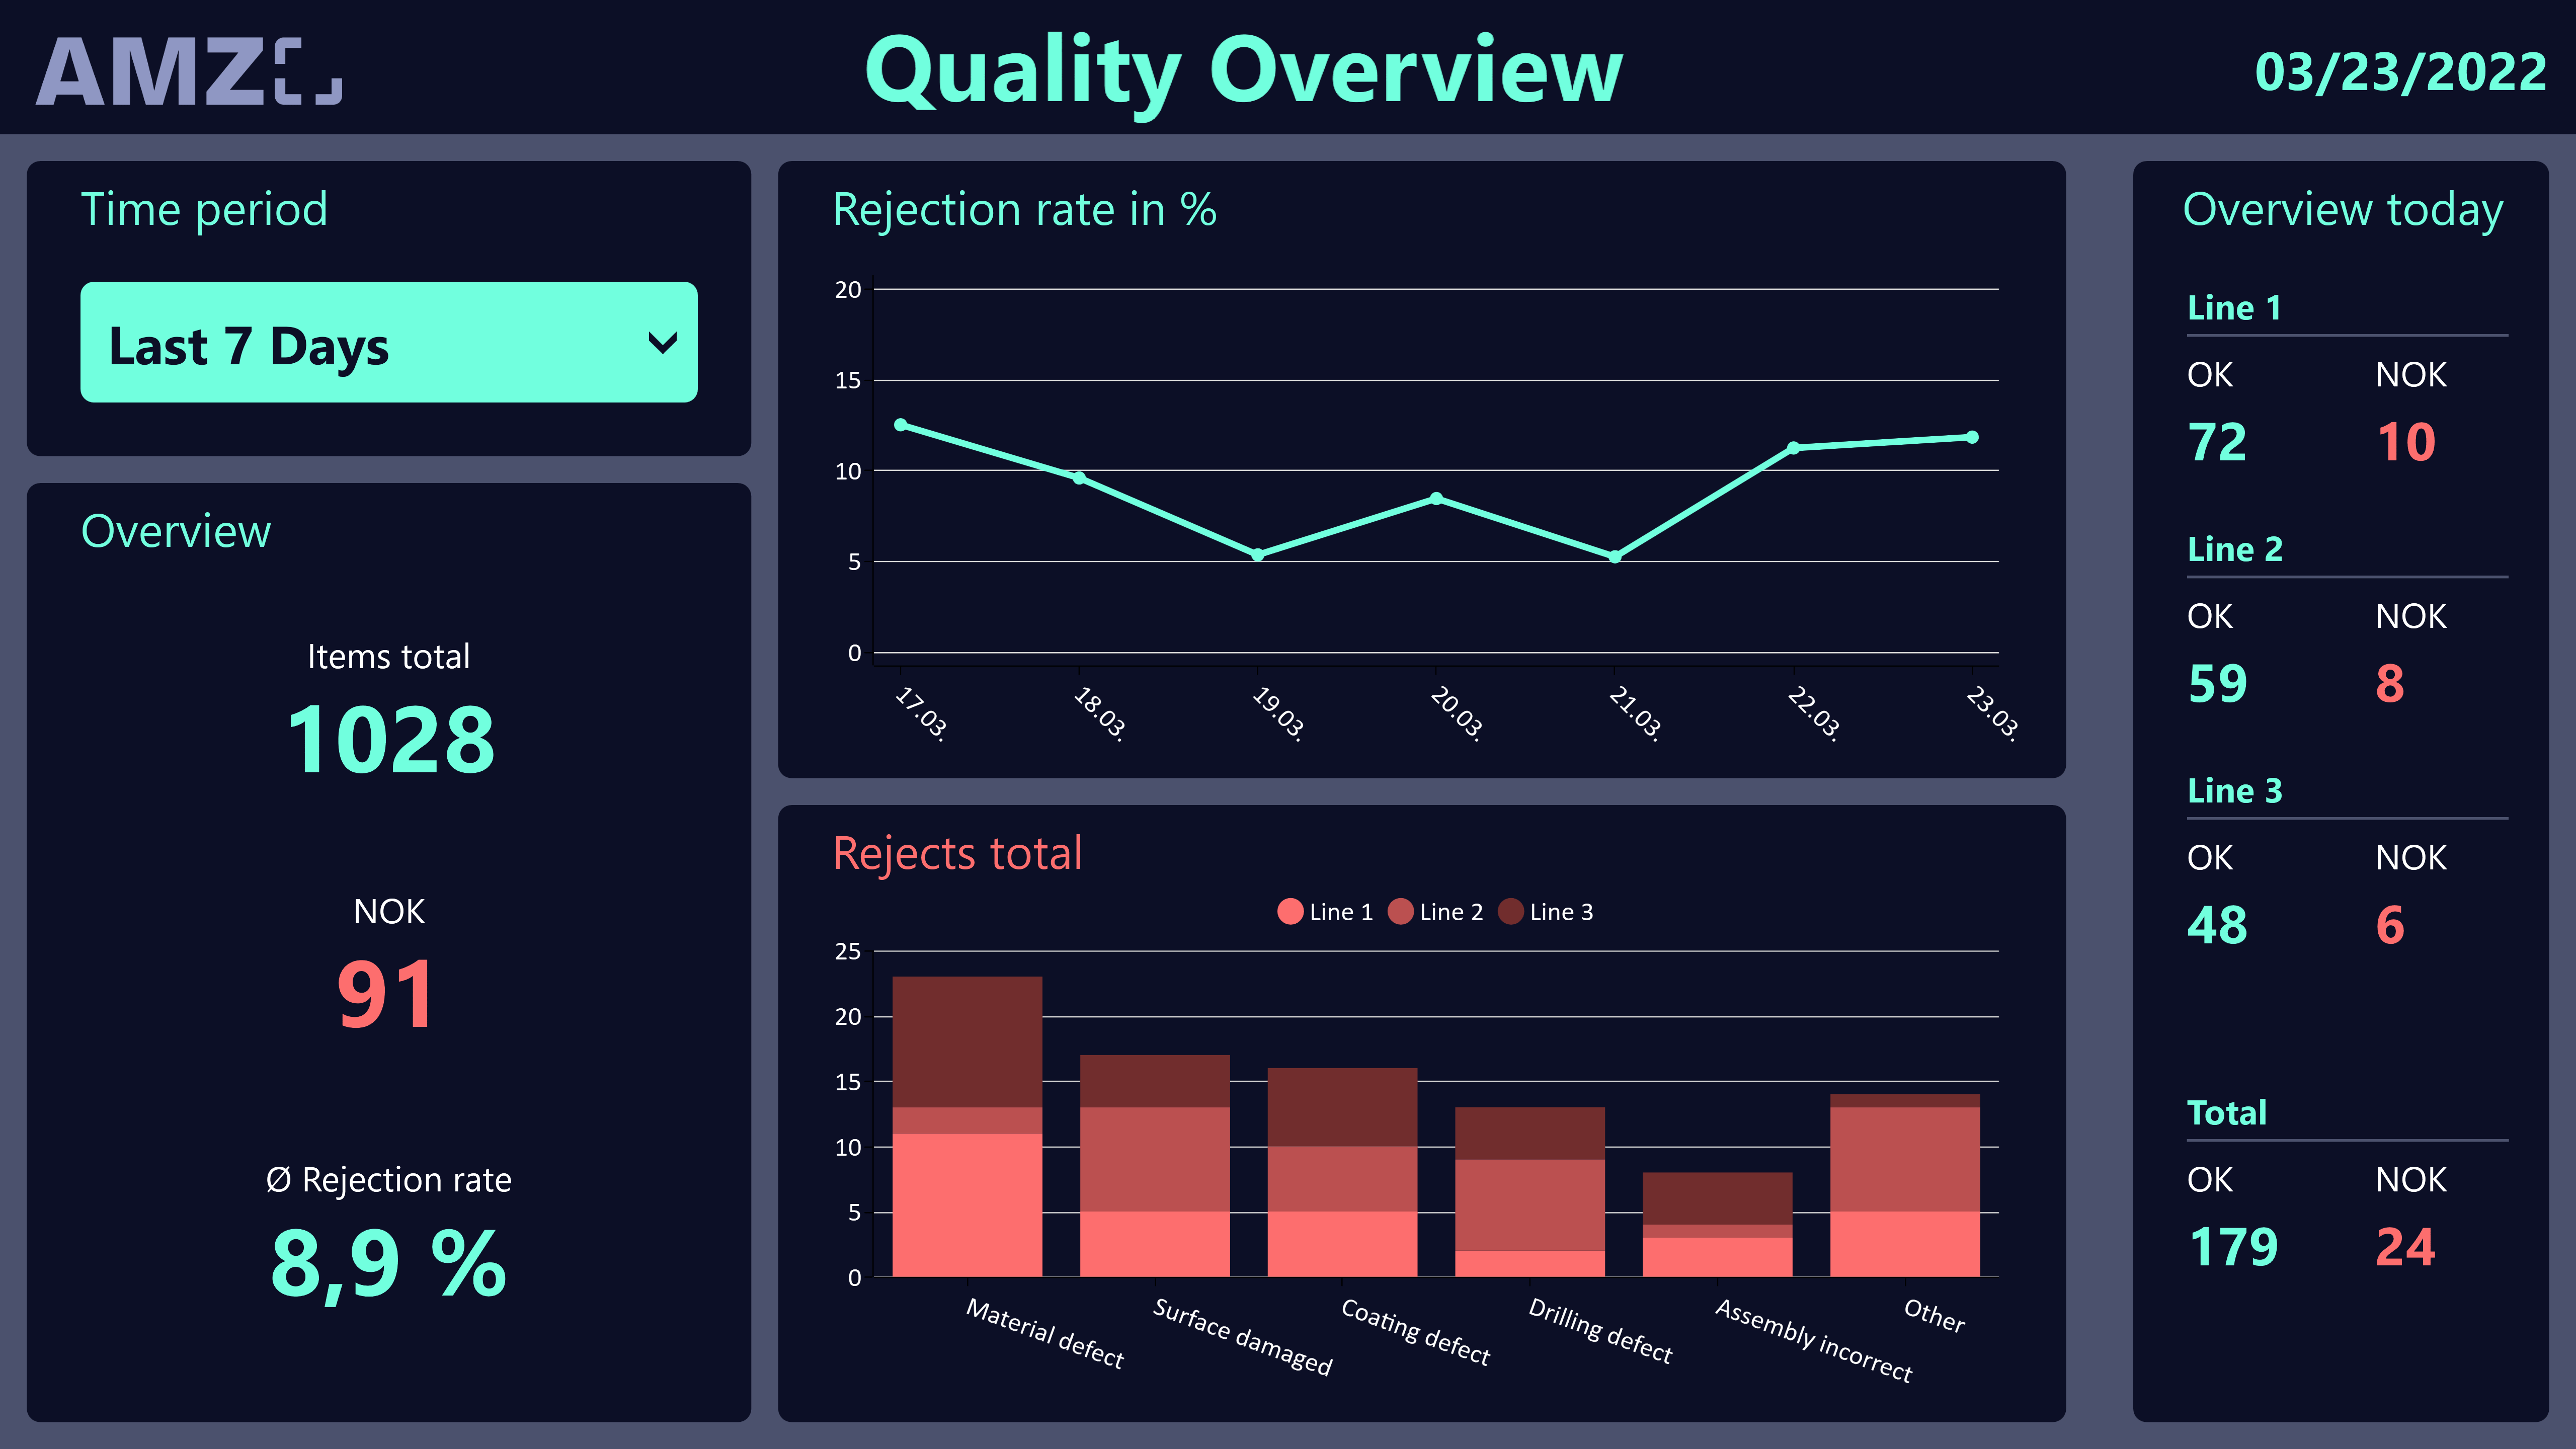 AMZ
Quality Overview
03/23/2022
Time period
Last 7 Days
Overview
Items total
1028
NOK
91
Ø Rejection rate
8,9 %
Rejection rate in %
20
15
10
5
0
17.03. 18.03. 19.03. 20.03. 21.03. 22.03. 23.03.
Rejects total
Line 1 Line 2 Line 3
25
20
15
10
5
0
Material defect Surface damaged Coating defect Drilling defect Assembly incorrect Other
Overview today
Line 1
OK NOK
72 10
Line 2
OK NOK
59 8
Line 3
OK NOK
48 6
Total
OK NOK
179 24